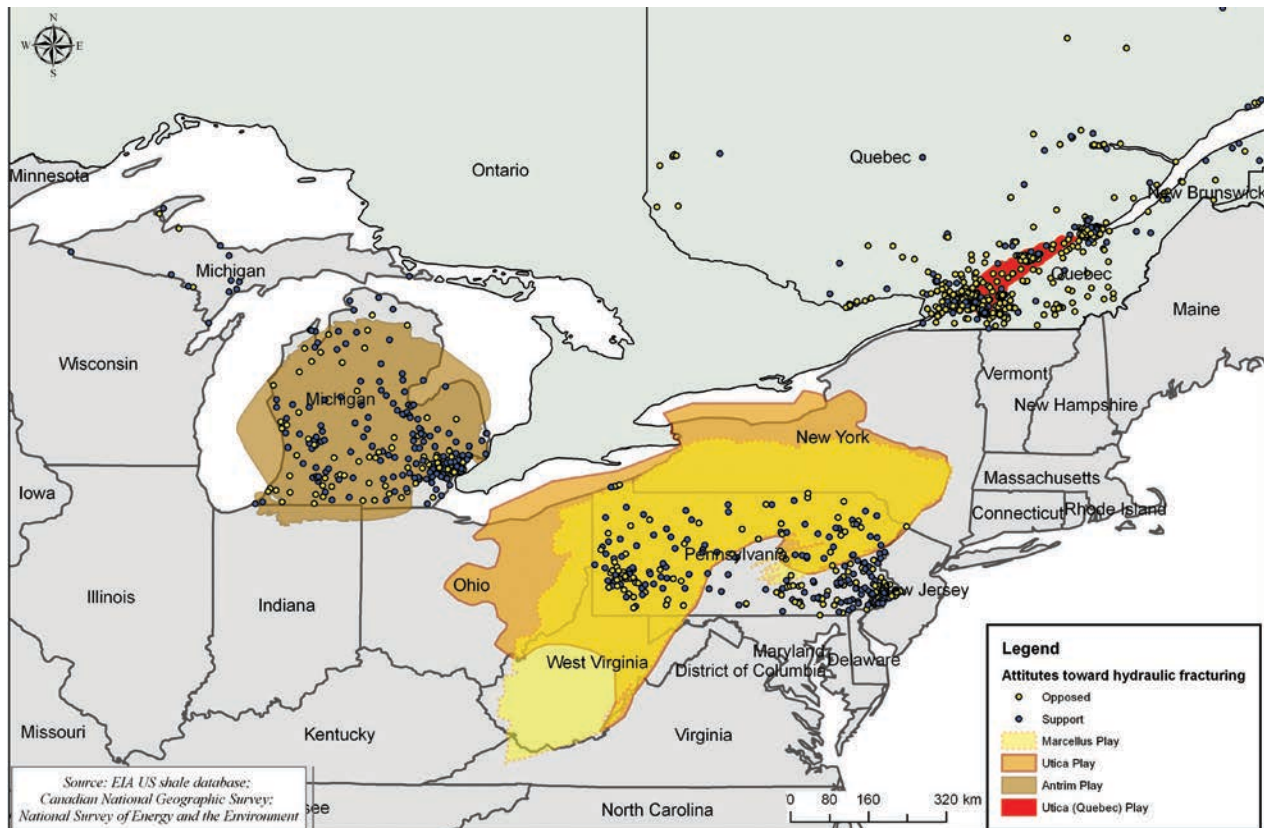 N
W E
S
Ontario
Quebec
Minnesota
New Brunswick
Michigan
Quebec
Maine
Wisconsin
Vermont
Michigan
New Hampshire
New York
Massachusetts
Iowa
Connecticut
Rhode Island
Pennsylvania
Ohio
New Jersey
Illinois
Indiana
Maryland
West Virginia
District of Columbia
Delaware
Missouri
Kentucky
Virginia
North Carolina
see
Source: EIA US shale database;
Canadian National Geographic Survey;
National Survey of Energy and the Environment
0 80 160 320 km
Legend
Attitutes toward hydraulic fracturing
Opposed
Support
Marcellus Play
Utica Play
Antrim Play
Utica (Quebec) Play